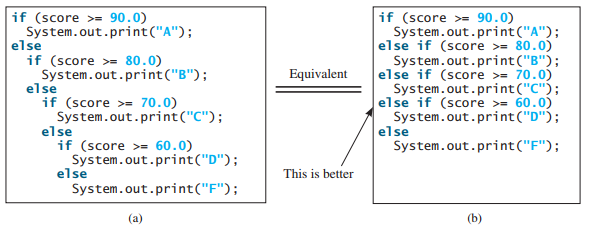 if (score >= 90.0)
System.out.print("A");
else
if (score >= 80.0)
System.out.print("B");
else
if (score >= 70.0)
System.out.print("C");
else
if (score >= 60.0)
System.out.print("D");
else
System.out.print("F");
(a)
Equivalent
This is better
if (score >= 90.0)
System.out.print("A");
else if (score >= 80.0)
System.out.print("B");
else if (score >= 70.0)
System.out.print("C");
else if (score >= 60.0)
System.out.print("D");
else
System.out.print("F");
(b)